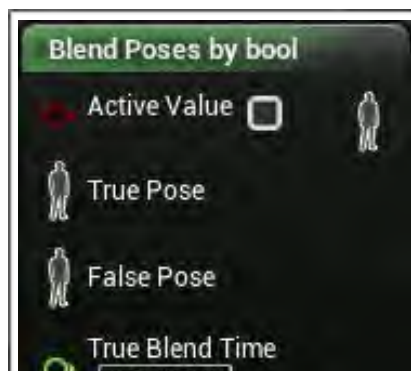 Blend Poses by bool
Active Value
True Pose
False Pose
True Blend Time